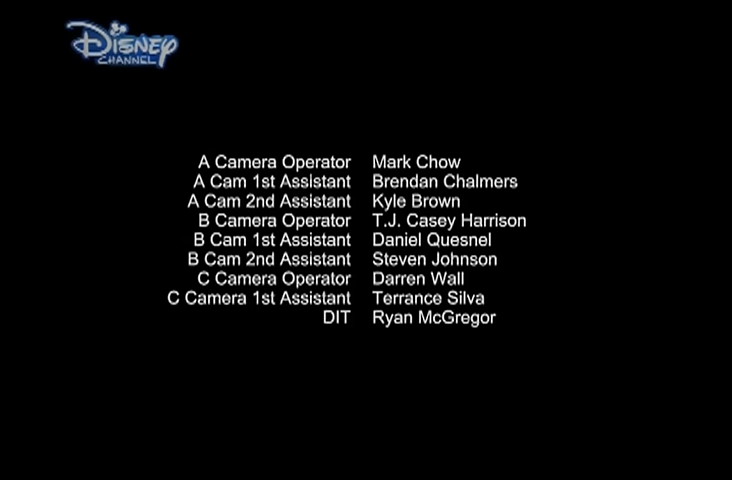 Disney
CHANNEL
A Camera Operator Mark Chow
A Cam 1st Assistant Brendan Chalmers
A Cam 2nd Assistant Kyle Brown
B Camera Operator T.J. Casey Harrison
B Cam 1st Assistant Daniel Quesnel
B Cam 2nd Assistant Steven Johnson
C Camera Operator Darren Wall
C Camera 1st Assistant Terrance Silva
DIT Ryan McGregor